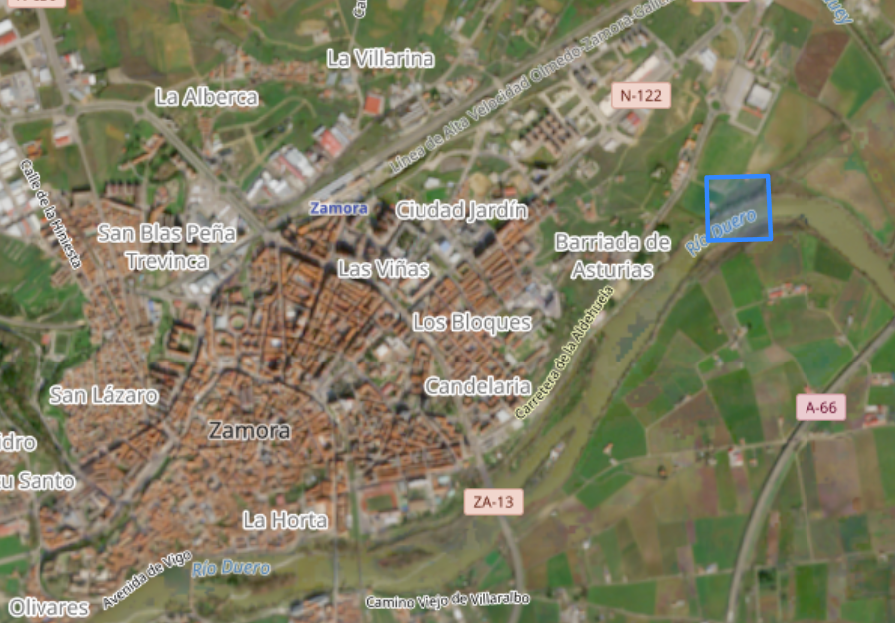 La Villarina
La Alberca
N-122
Línea de Alta Velocidad Olmedo-Zamora-Galicia
Calle de la Hiniesta
Zamora
Ciudad Jardín
San Blas Peña
Trevinca
Barriada de
Asturias
Río Duero
Las Viñas
Los Bloques
Carretera de la Aldehuela
San Lázaro
Candelaria
A-66
Zamora
ZA-13
La Horta
Río Duero
Avenida de Vigo
Olivares
Camino Viejo de Villaralbo